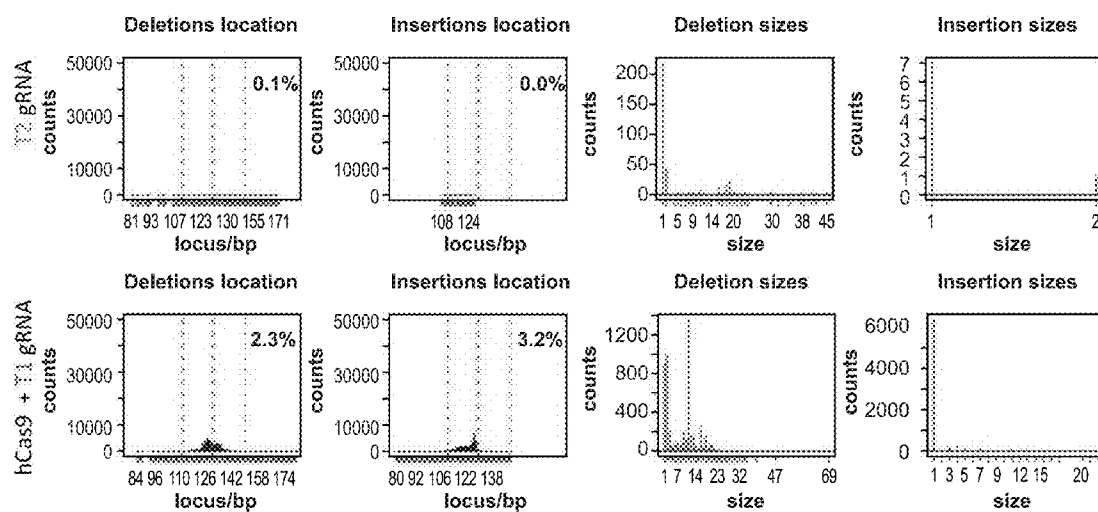 Deletions location Insertions location Deletion sizes Insertion sizes
T2 gRNA
counts
50000
30000
10000
0
0.1%
81 93 107 123 130 155 171
locus/bp
counts
50000
30000
10000
0
0.0%
108 124
locus/bp
counts
200
150
100
50
0
1 5 9 14 20 30 38 45
size
counts
7
6
5
4
3
2
1
0
1 2
size
Deletions location Insertions location Deletion sizes Insertion sizes
hCas9 + T1 gRNA
counts
50000
30000
10000
0
2.3%
84 96 110 126 142 158 174
locus/bp
counts
50000
30000
10000
0
3.2%
80 92 106 122 138
locus/bp
counts
1200
800
400
0
1 7 14 23 32 47 69
size
counts
6000
4000
2000
0
1 3 5 7 9 12 15 20
size